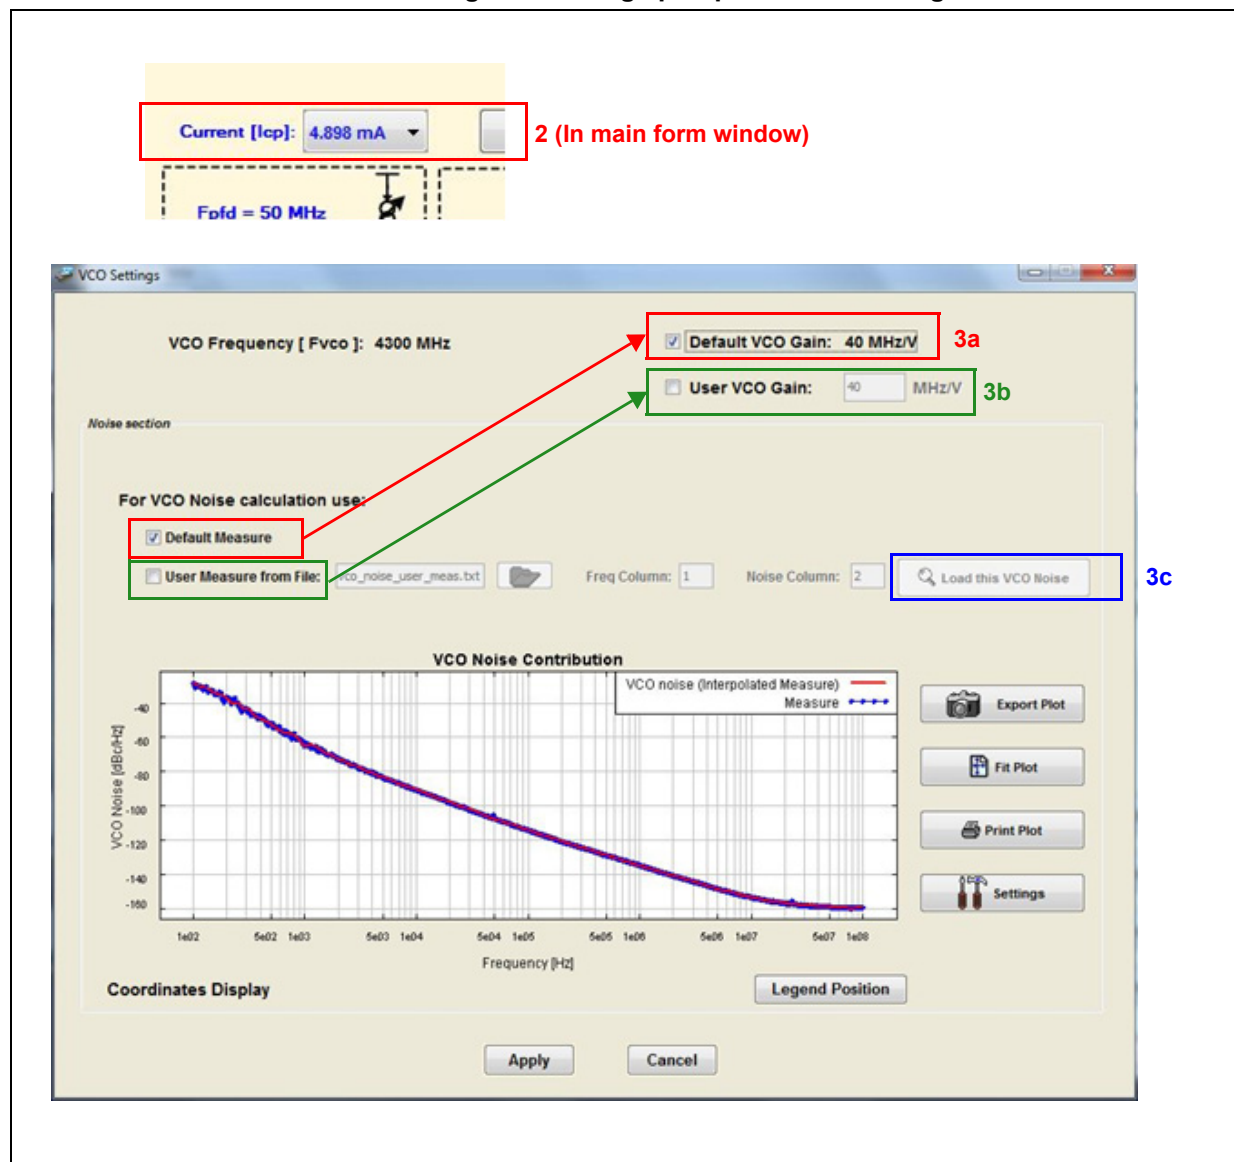 Current [Icp]: 4.898 mA
2 (In main form window)
Fpfd = 50 MHz
VCO Settings
VCO Frequency [ Fvco ]: 4300 MHz
Default VCO Gain: 40 MHz/V
3a
User VCO Gain: 40 MHz/V
3b
Noise section
For VCO Noise calculation use:
Default Measure
User Measure from File: vco_noise_user_meas.txt Freq Column: 1 Noise Column: 2 Load this VCO Noise
3c
VCO Noise Contribution
VCO noise (Interpolated Measure)
Measure
VCO Noise [dBc/Hz]
-40
-60
-80
-100
-120
-140
-160
1e02 5e02 1e03 5e03 1e04 5e04 1e05 5e05 1e06 5e06 1e07 5e07 1e08
Frequency [Hz]
Export Plot
Fit Plot
Print Plot
Settings
Coordinates Display
Legend Position
Apply Cancel